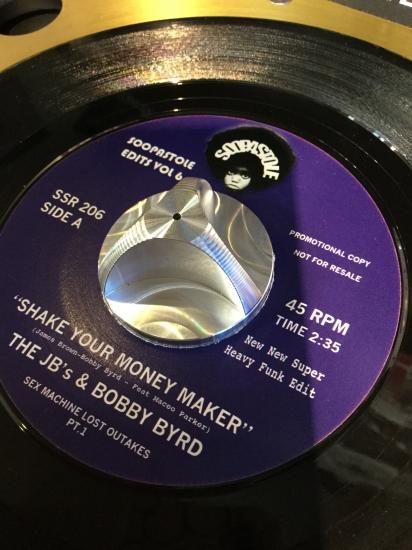 SOOPASTOLE
EDITS VOL 6
SOOPASTOLE
SSR 206
SIDE A
PROMOTIONAL COPY
NOT FOR RESALE
45 RPM
TIME 2:35
New New Super
Heavy Funk Edit
"SHAKE YOUR MONEY MAKER"
(James Brown-Bobby Byrd - Feat Maceo Parker)
THE JB's & BOBBY BYRD
SEX MACHINE LOST OUTAKES
PT.1